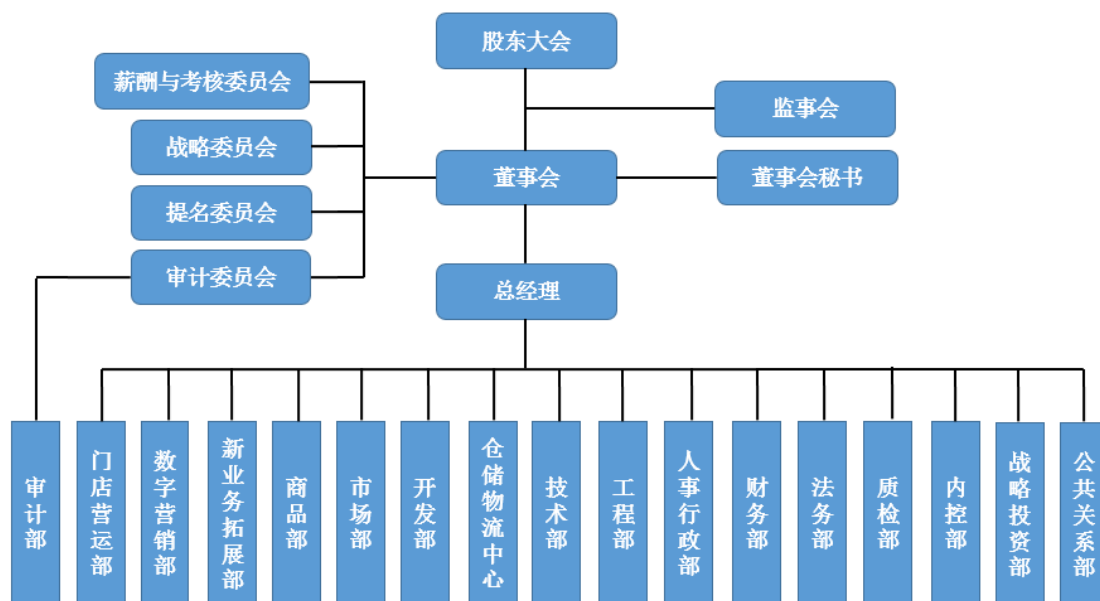 股东大会
薪酬与考核委员会
监事会
战略委员会
董事会
董事会秘书
提名委员会
审计委员会
总经理
审计部
门店营运部
数字营销部
新业务拓展部
商品部
市场部
开发部
仓储物流中心
技术部
工程部
人事行政部
财务部
法务部
质检部
内控部
战略投资部
公共关系部